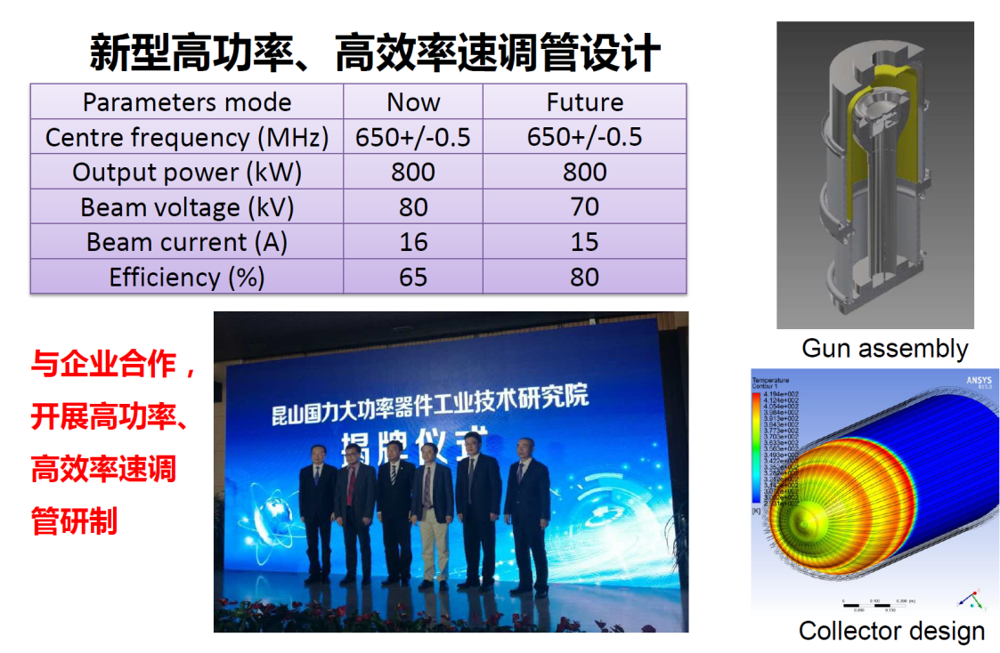 新型高功率、高效率速调管设计
Parameters mode Now Future
Centre frequency (MHz) 650+/-0.5 650+/-0.5
Output power (kW) 800 800
Beam voltage (kV) 80 70
Beam current (A) 16 15
Efficiency (%) 65 80
Gun assembly
与企业合作，
开展高功率、
高效率速调
管研制
昆山国力大功率器件工业技术研究院
揭牌仪式
Temperature
Contour 1
4.194e+002
4.124e+002
4.054e+002
3.984e+002
3.913e+002
3.843e+002
3.773e+002
3.703e+002
3.633e+002
3.563e+002
3.493e+002
3.422e+002
3.352e+002
3.282e+002
3.212e+002
3.142e+002
3.072e+002
3.002e+002
2.931e+002
[K]
ANSYS
R15.0
0 0.100 0.200 (m)
0.050 0.150
Collector design